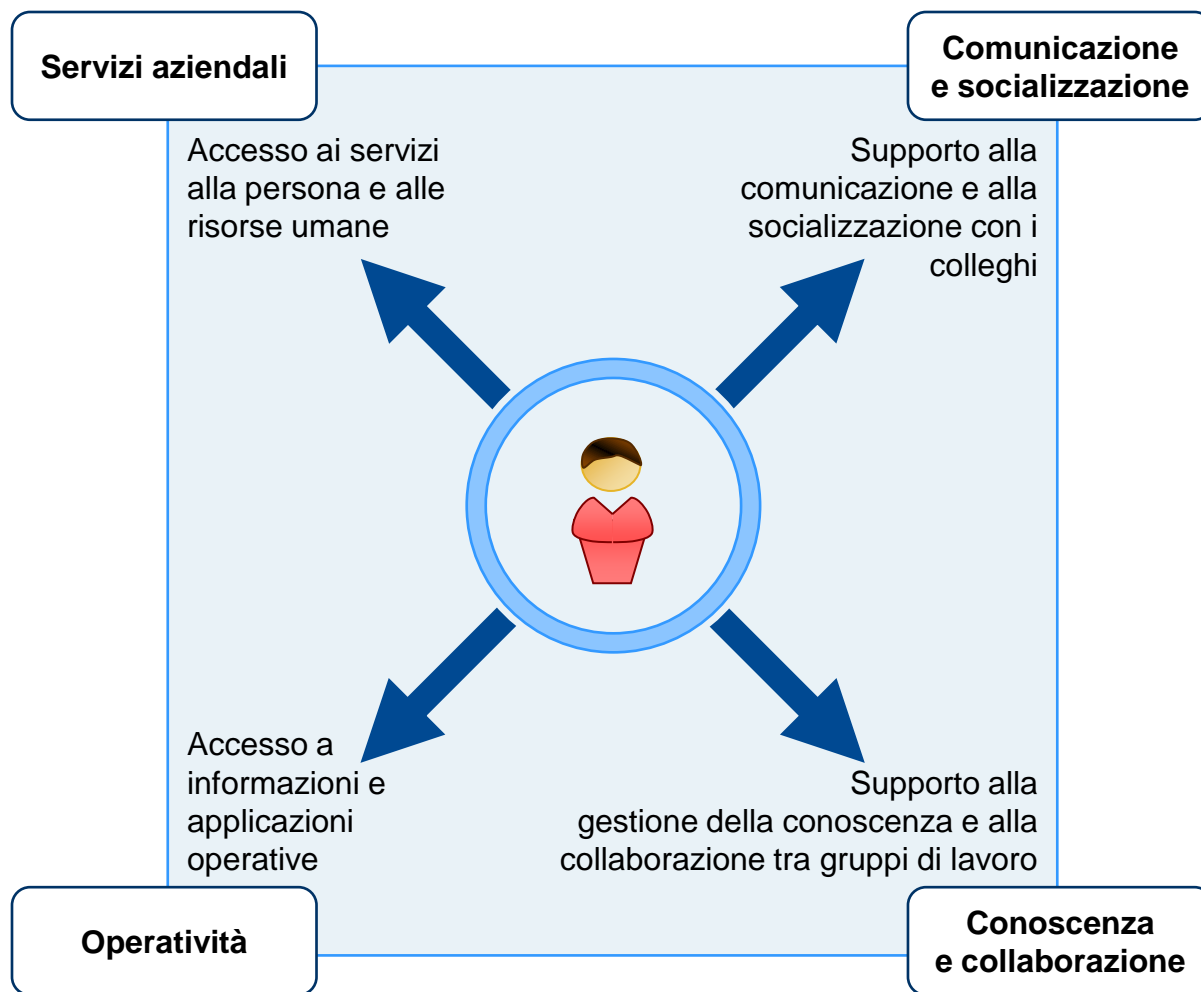 Servizi aziendali
Comunicazione
e socializzazione
Accesso ai servizi
alla persona e alle
risorse umane
Supporto alla
comunicazione e alla
socializzazione con i
colleghi
Accesso a
informazioni e
applicazioni
operative
Supporto alla
gestione della conoscenza e alla
collaborazione tra gruppi di lavoro
Operatività
Conoscenza
e collaborazione